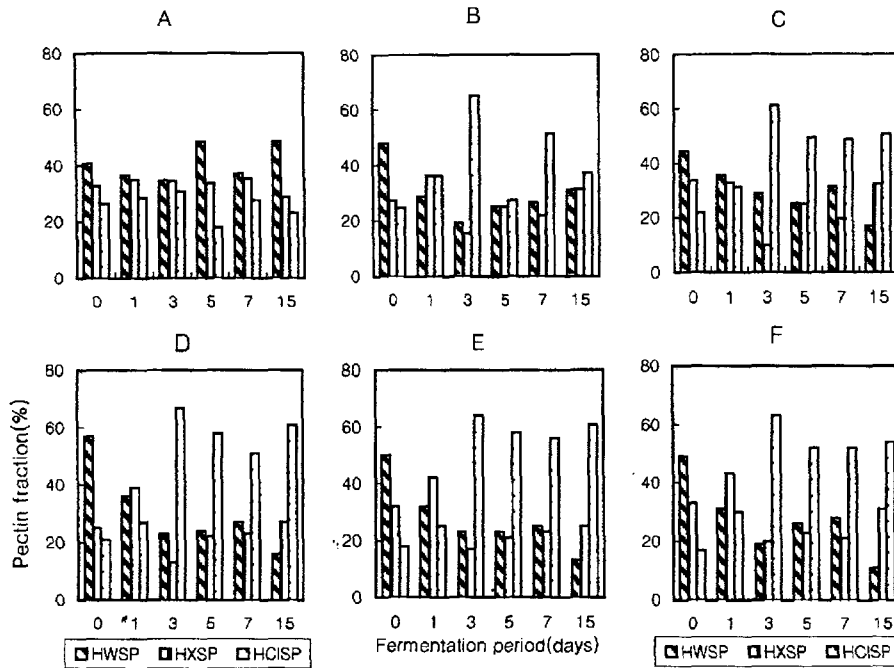 A B C
80 80 80
60 60 60
40 40 40
20 20 20
0 0 0
0 1 3 5 7 15 0 1 3 5 7 15 0 1 3 5 7 15
D E F
80 80 80
60 60 60
40 40 40
20 20 20
0 0 0
0 1 3 5 7 15 0 1 3 5 7 15 0 1 3 5 7 15
Pectin fraction(%)
Fermentation period(days)
HWSP HXSP HClSP HWSP HXSP HClSP